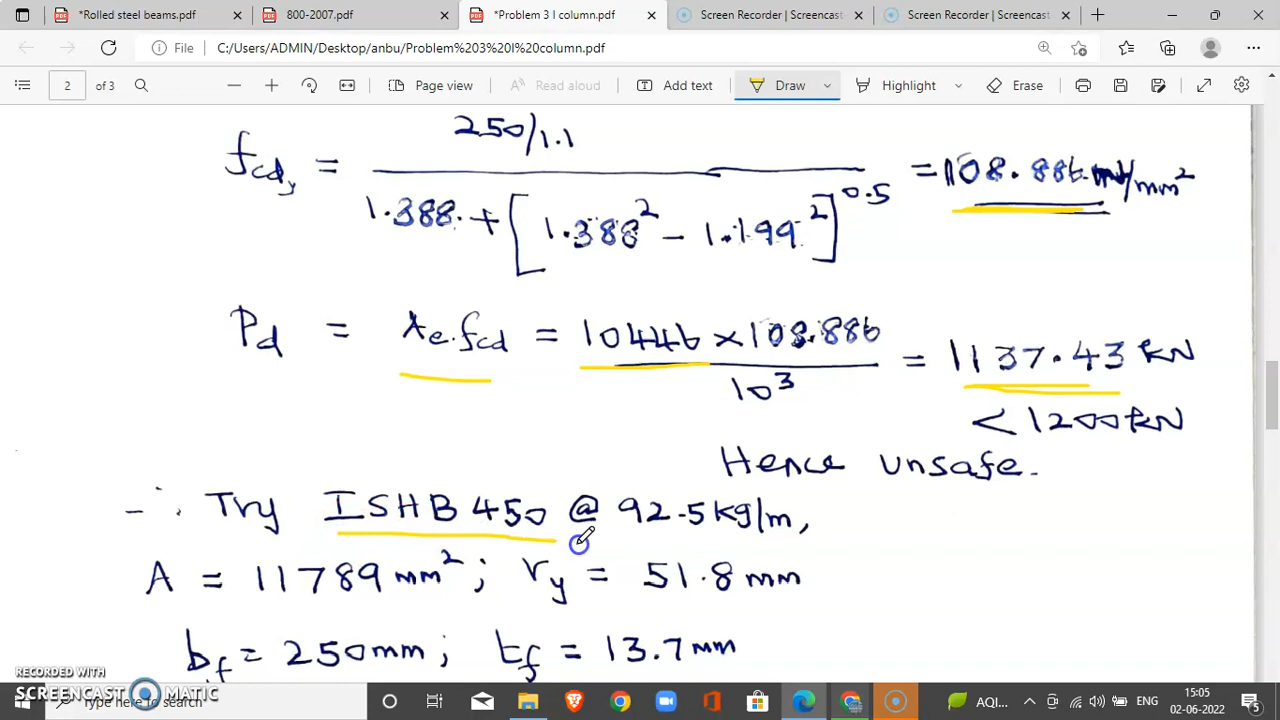 *Rolled steel beams.pdf
800-2007.pdf
*Problem 3 I column.pdf
Screen Recorder | Screencast
Screen Recorder | Screencast
File
C:/Users/ADMIN/Desktop/anbu/Problem%203%20I%20column.pdf
2 of 3
Page view
Read aloud
Add text
Draw
Highlight
Erase
250/1.1
fcdy = = 108.886 N/mm²
1.388 + [1.388² - 1.199²]^0.5
Pd = Ae.fcd = 10446 × 108.886 = 1137.43 kN
10³
< 1200 kN
Hence unsafe.
∴ Try ISHB 450 @ 92.5 kg/m,
A = 11789 mm²; ry = 51.8 mm
bf = 250mm; tf = 13.7 mm
RECORDED WITH
SCREENCAST MATIC
Type here to search
AQI...
ENG
15:05
02-06-2022
5